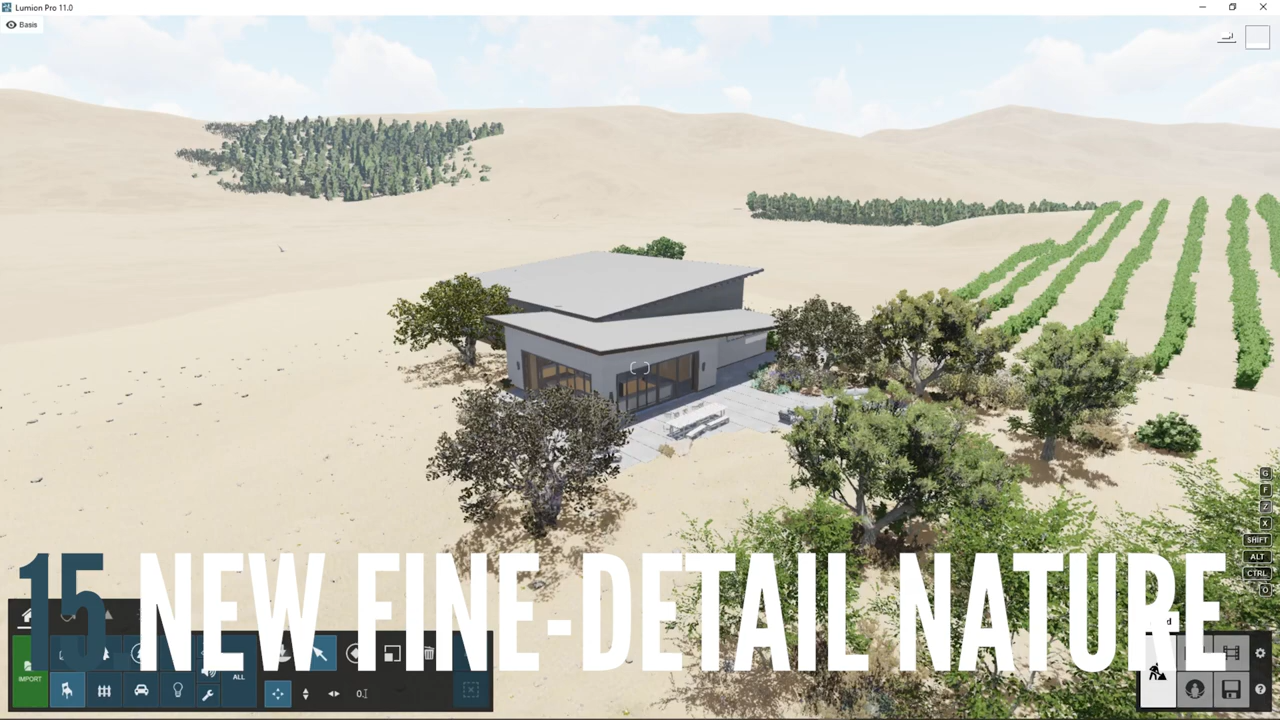 Lumion Pro 11.0
Basis
G
F
Z
X
SHIFT
ALT
CTRL
O
15 NEW FINE-DETAIL NATURE
IMPORT
ALL